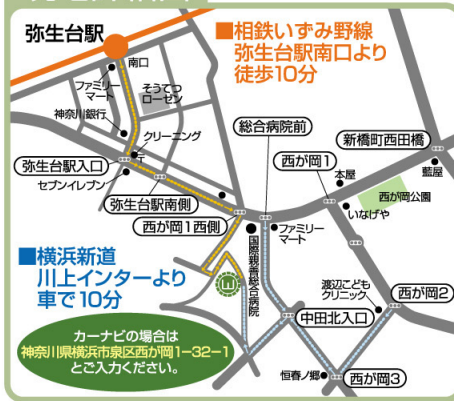 弥生台駅
■相鉄いずみ野線
弥生台駅南口より
徒歩10分
南口
ファミリー
マート
そうてつ
ローゼン
神奈川銀行
クリーニング
総合病院前
新橋町西田橋
弥生台駅入口
セブンイレブン
西が岡1
本屋
藍屋
西が岡公園
弥生台駅南側
いなげや
西が岡1西側
ファミリー
マート
国際親善総合病院
■横浜新道
川上インターより
車で10分
渡辺こども
クリニック
西が岡2
中田北入口
カーナビの場合は
神奈川県横浜市泉区西が岡1-32-1
とご入力ください。
恒春ノ郷
西が岡3